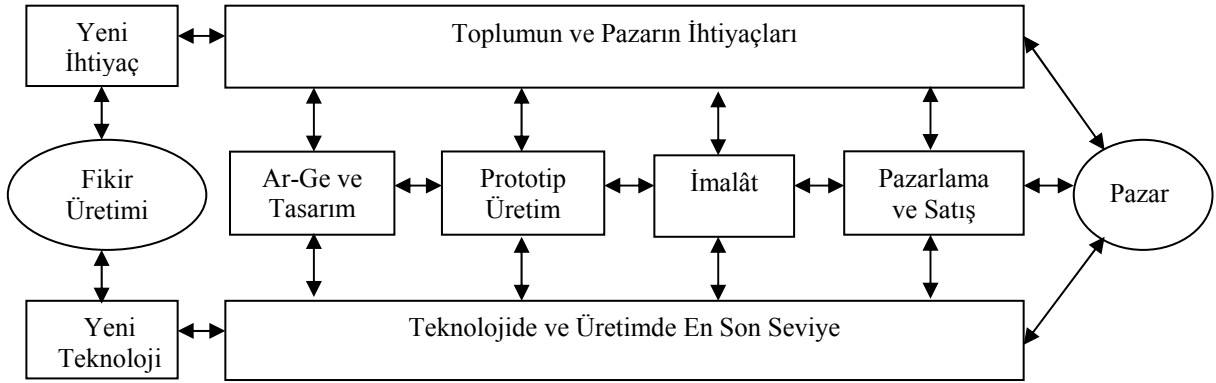 Yeni
İhtiyaç
Toplumun ve Pazarın İhtiyaçları
Fikir
Üretimi
Ar-Ge ve
Tasarım
Prototip
Üretim
İmalât
Pazarlama
ve Satış
Pazar
Yeni
Teknoloji
Teknolojide ve Üretimde En Son Seviye